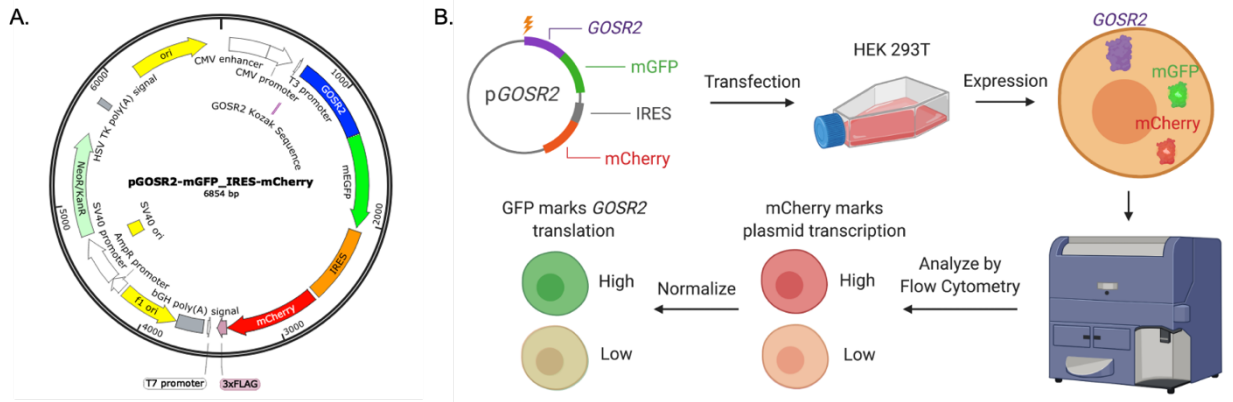 A.
ori
CMV enhancer
CMV promoter
T3 promoter
1000
GOSR2
6000
HSV TK poly(A) signal
GOSR2 Kozak Sequence
NeoR/KanR
pGOSR2-mGFP_IRES-mCherry
6854 bp
mEGFP
5000
SV40 promoter
SV40 ori
2000
AmpR promoter
IRES
bGH poly(A) signal
f1 ori
mCherry
4000
3000
T7 promoter
3xFLAG
B.
GOSR2
mGFP
pGOSR2
IRES
mCherry
Transfection
HEK 293T
Expression
GOSR2
mGFP
mCherry
GFP marks GOSR2
translation
High
Low
Normalize
mCherry marks
plasmid transcription
High
Low
Analyze by
Flow Cytometry